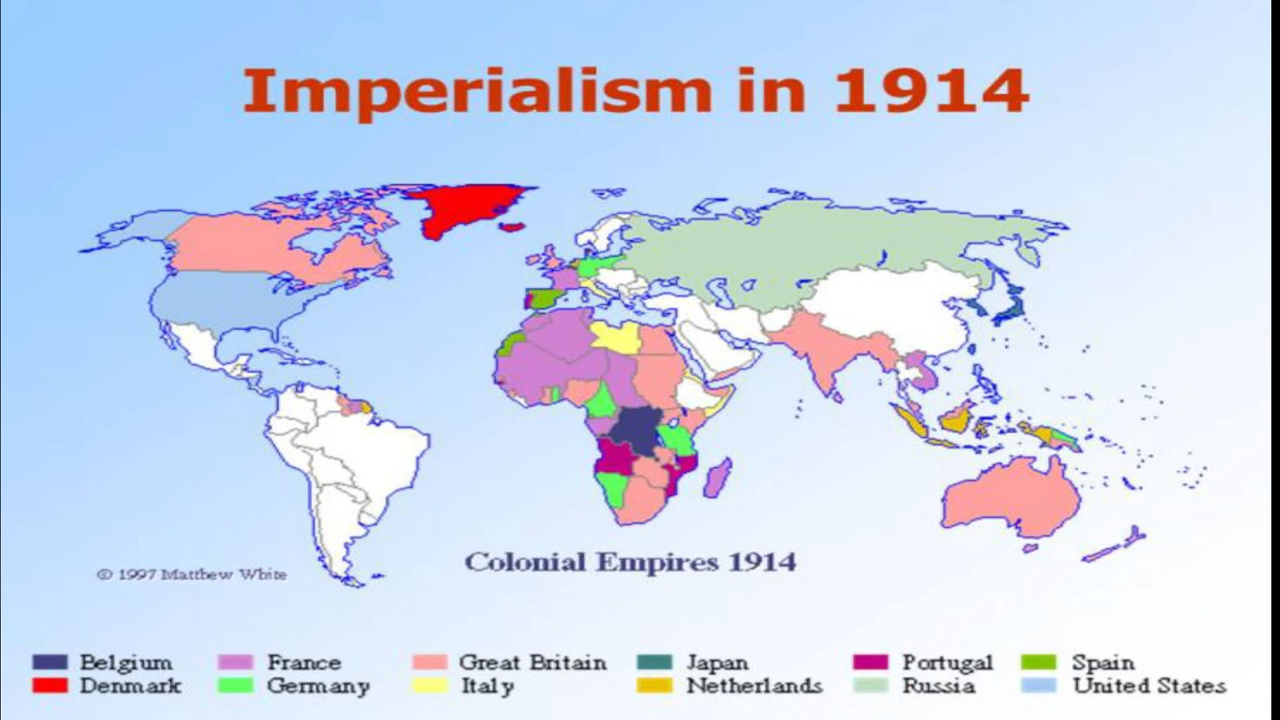 Imperialism in 1914
Colonial Empires 1914
© 1997 Matthew White
Belgium France Great Britain Japan Portugal Spain
Denmark Germany Italy Netherlands Russia United States